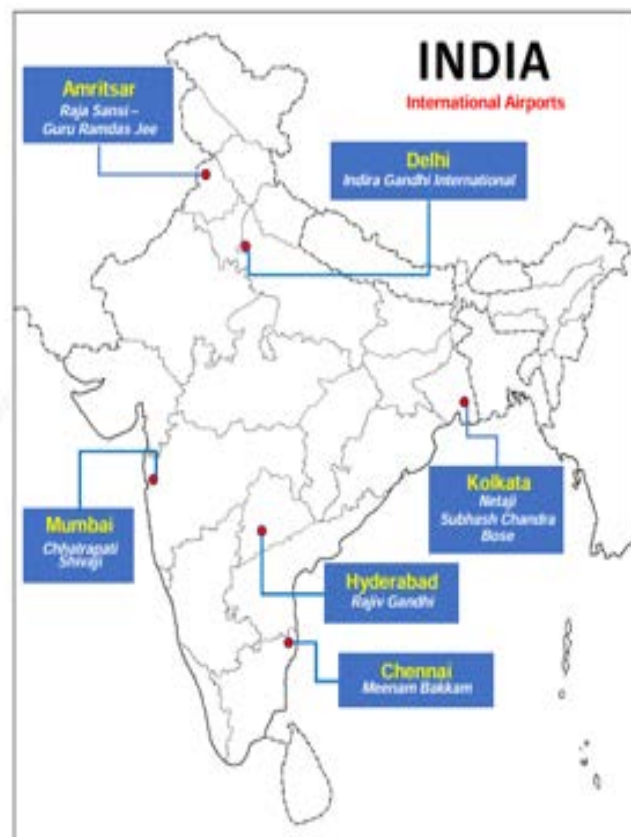 INDIA
International Airports
Amritsar
Raja Sansi –
Guru Ramdas Jee
Delhi
Indira Gandhi International
Kolkata
Netaji
Subhash Chandra
Bose
Mumbai
Chhatrapati
Shivaji
Hyderabad
Rajiv Gandhi
Chennai
Meenam Bakkam